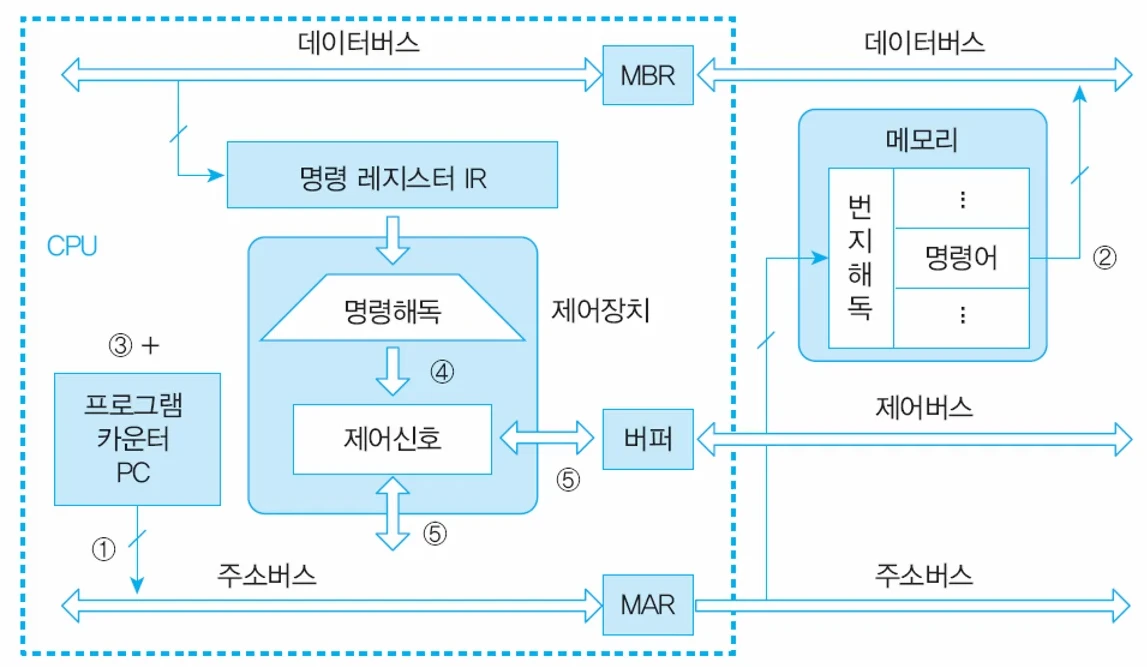 데이터버스
데이터버스
MBR
메모리
명령 레지스터 IR
번지해독
⋮
명령어
⋮
②
CPU
명령해독
제어장치
③ +
④
프로그램
카운터
PC
제어신호
버퍼
제어버스
⑤
⑤
①
주소버스
주소버스
MAR